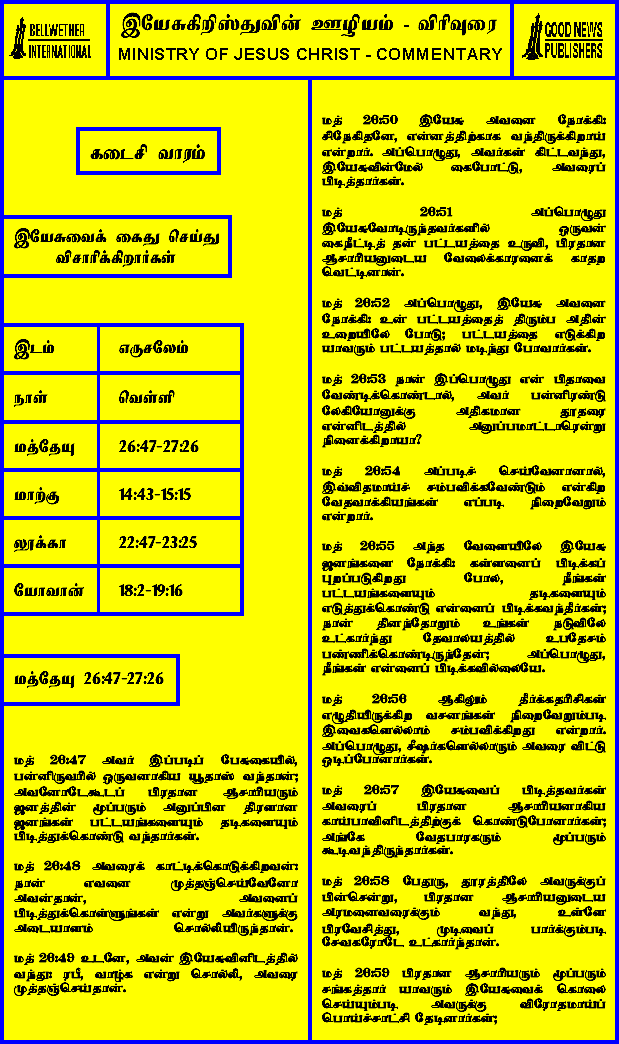 BELLWETHER
INTERNATIONAL
இயேசுகிறிஸ்துவின் ஊழியம் - விரிவுரை
MINISTRY OF JESUS CHRIST - COMMENTARY
GOOD NEWS
PUBLISHERS
கடைசி வாரம்
இயேசுவைக் கைது செய்து
விசாரிக்கிறார்கள்
இடம் எருசலேம்
நாள் வெள்ளி
மத்தேயு 26:47-27:26
மாற்கு 14:43-15:15
லூக்கா 22:47-23:25
யோவான் 18:2-19:16
மத்தேயு 26:47-27:26
மத் 26:47 அவர் இப்படிப் பேசுகையில்,
பன்னிருவரில் ஒருவனாகிய யூதாஸ் வந்தான்;
அவனோடேகூடப் பிரதான ஆசாரியரும்
ஜனத்தின் மூப்பரும் அனுப்பின திரளான
ஜனங்கள் பட்டயங்களையும் தடிகளையும்
பிடித்துக்கொண்டு வந்தார்கள்.
மத் 26:48 அவரைக் காட்டிக்கொடுக்கிறவன்:
நான் எவனை முத்தஞ்செய்வேனோ
அவன்தான், அவனைப்
பிடித்துக்கொள்ளுங்கள் என்று அவர்களுக்கு
அடையாளம் சொல்லியிருந்தான்.
மத் 26:49 உடனே, அவன் இயேசுவினிடத்தில்
வந்து: ரபீ, வாழ்க என்று சொல்லி, அவரை
முத்தஞ்செய்தான்.
மத் 26:50 இயேசு அவனை நோக்கி:
சிநேகிதனே, என்னத்திற்காக வந்திருக்கிறாய்
என்றார். அப்பொழுது, அவர்கள் கிட்டவந்து,
இயேசுவின்மேல் கைபோட்டு, அவரைப்
பிடித்தார்கள்.
மத் 26:51 அப்பொழுது
இயேசுவோடிருந்தவர்களில் ஒருவன்
கைநீட்டித் தன் பட்டயத்தை உருவி, பிரதான
ஆசாரியனுடைய வேலைக்காரனைக் காதற
வெட்டினான்.
மத் 26:52 அப்பொழுது, இயேசு அவனை
நோக்கி: உன் பட்டயத்தைத் திரும்ப அதின்
உறையிலே போடு; பட்டயத்தை எடுக்கிற
யாவரும் பட்டயத்தால் மடிந்து போவார்கள்.
மத் 26:53 நான் இப்பொழுது என் பிதாவை
வேண்டிக்கொண்டால், அவர் பன்னிரண்டு
லேகியோனுக்கு அதிகமான தூதரை
என்னிடத்தில் அனுப்பமாட்டாரென்று
நினைக்கிறாயா?
மத் 26:54 அப்படிச் செய்வேனானால்,
இவ்விதமாய்ச் சம்பவிக்கவேண்டும் என்கிற
வேதவாக்கியங்கள் எப்படி நிறைவேறும்
என்றார்.
மத் 26:55 அந்த வேளையிலே இயேசு
ஜனங்களை நோக்கி: கள்ளனைப் பிடிக்கப்
புறப்படுகிறது போல, நீங்கள்
பட்டயங்களையும் தடிகளையும்
எடுத்துக்கொண்டு என்னைப் பிடிக்கவந்தீர்கள்;
நான் தினந்தோறும் உங்கள் நடுவிலே
உட்கார்ந்து தேவாலயத்தில் உபதேசம்
பண்ணிக்கொண்டிருந்தேன்; அப்பொழுது,
நீங்கள் என்னைப் பிடிக்கவில்லையே.
மத் 26:56 ஆகிலும் தீர்க்கதரிசிகள்
எழுதியிருக்கிற வசனங்கள் நிறைவேறும்படி
இவைகளெல்லாம் சம்பவிக்கிறது என்றார்.
அப்பொழுது, சீஷர்களெல்லாரும் அவரை விட்டு
ஓடிப்போனார்கள்.
மத் 26:57 இயேசுவைப் பிடித்தவர்கள்
அவரைப் பிரதான ஆசாரியனாகிய
காய்பாவினிடத்திற்குக் கொண்டுபோனார்கள்;
அங்கே வேதபாரகரும் மூப்பரும்
கூடிவந்திருந்தார்கள்.
மத் 26:58 பேதுரு, தூரத்திலே அவருக்குப்
பின்சென்று, பிரதான ஆசாரியனுடைய
அரமனைவரைக்கும் வந்து, உள்ளே
பிரவேசித்து, முடிவைப் பார்க்கும்படி
சேவகரோடே உட்கார்ந்தான்.
மத் 26:59 பிரதான ஆசாரியரும் மூப்பரும்
சங்கத்தார் யாவரும் இயேசுவைக் கொலை
செய்யும்படி அவருக்கு விரோதமாய்ப்
பொய்ச்சாட்சி தேடினார்கள்;